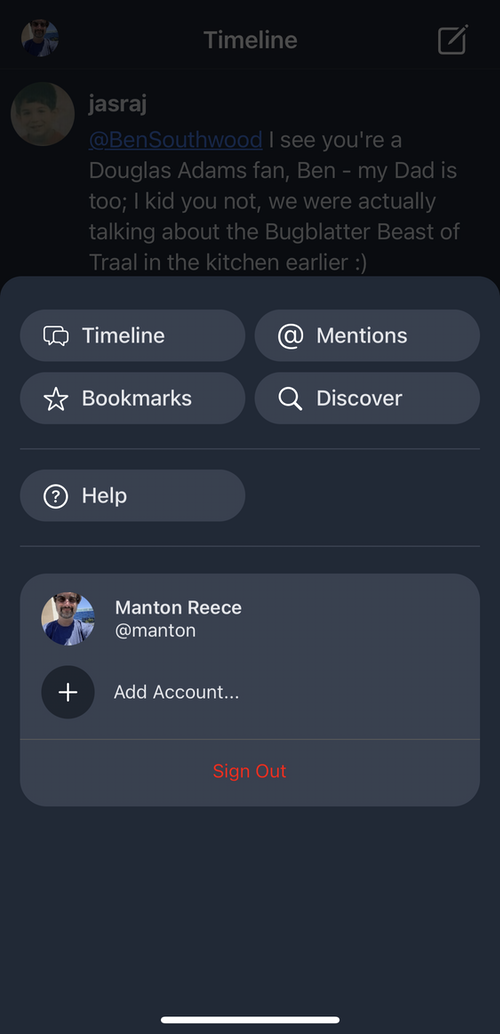 Timeline
jasraj
@BenSouthwood I see you're a
Douglas Adams fan, Ben - my Dad is
too; I kid you not, we were actually
talking about the Bugblatter Beast of
Traal in the kitchen earlier :)
Timeline
@ Mentions
Bookmarks
Discover
? Help
Manton Reece
@manton
+ Add Account...
Sign Out